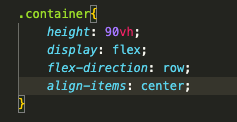 .container{
    height: 90vh;
    display: flex;
    flex-direction: row;
    align-items: center;
}